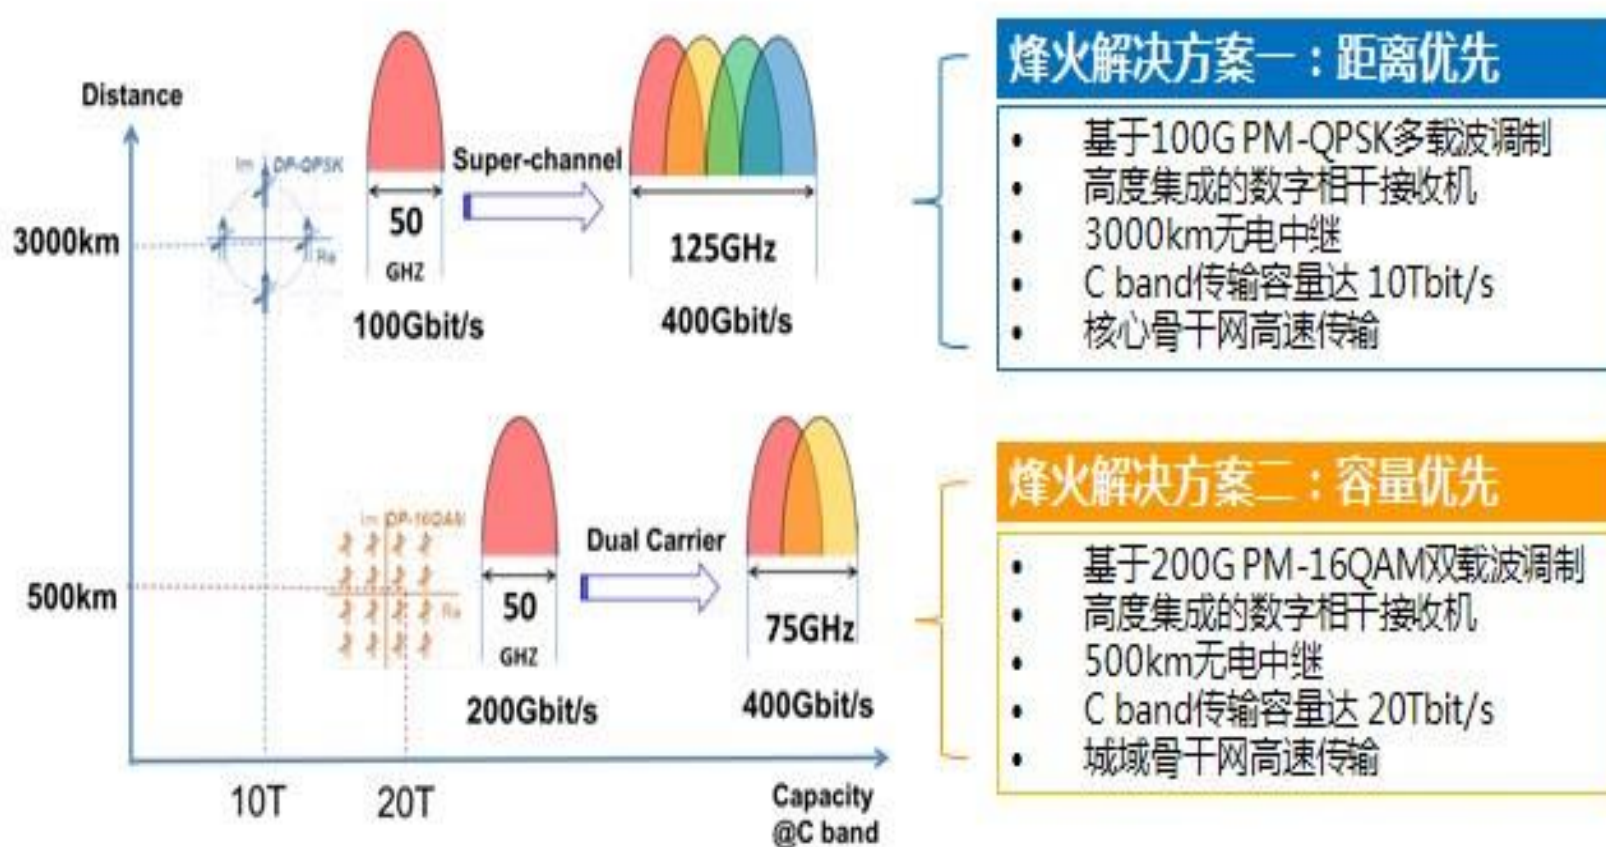 Distance
3000km
500km
10T
20T
Capacity
@C band
Im DP-QPSK
Re
50
GHZ
100Gbit/s
Super-channel
125GHz
400Gbit/s
Im DP-16QAM
Re
50
GHZ
200Gbit/s
Dual Carrier
75GHz
400Gbit/s
烽火解决方案一：距离优先
• 基于100G PM-QPSK多载波调制
• 高度集成的数字相干接收机
• 3000km无电中继
• C band传输容量达 10Tbit/s
• 核心骨干网高速传输
烽火解决方案二：容量优先
• 基于200G PM-16QAM双载波调制
• 高度集成的数字相干接收机
• 500km无电中继
• C band传输容量达 20Tbit/s
• 城域骨干网高速传输